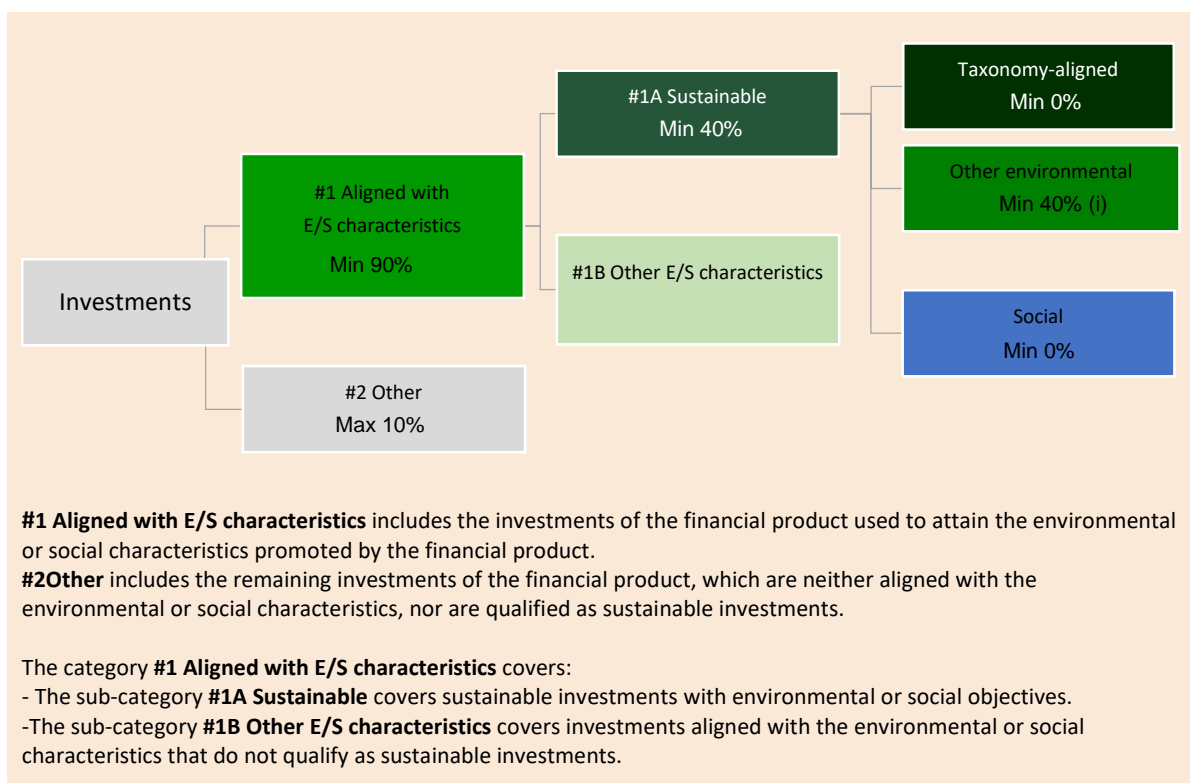 Investments
#1 Aligned with
E/S characteristics
Min 90%
#2 Other
Max 10%
#1A Sustainable
Min 40%
#1B Other E/S characteristics
Taxonomy-aligned
Min 0%
Other environmental
Min 40% (i)
Social
Min 0%
#1 Aligned with E/S characteristics includes the investments of the financial product used to attain the environmental
or social characteristics promoted by the financial product.
#2Other includes the remaining investments of the financial product, which are neither aligned with the
environmental or social characteristics, nor are qualified as sustainable investments.
The category #1 Aligned with E/S characteristics covers:
- The sub-category #1A Sustainable covers sustainable investments with environmental or social objectives.
-The sub-category #1B Other E/S characteristics covers investments aligned with the environmental or social
characteristics that do not qualify as sustainable investments.